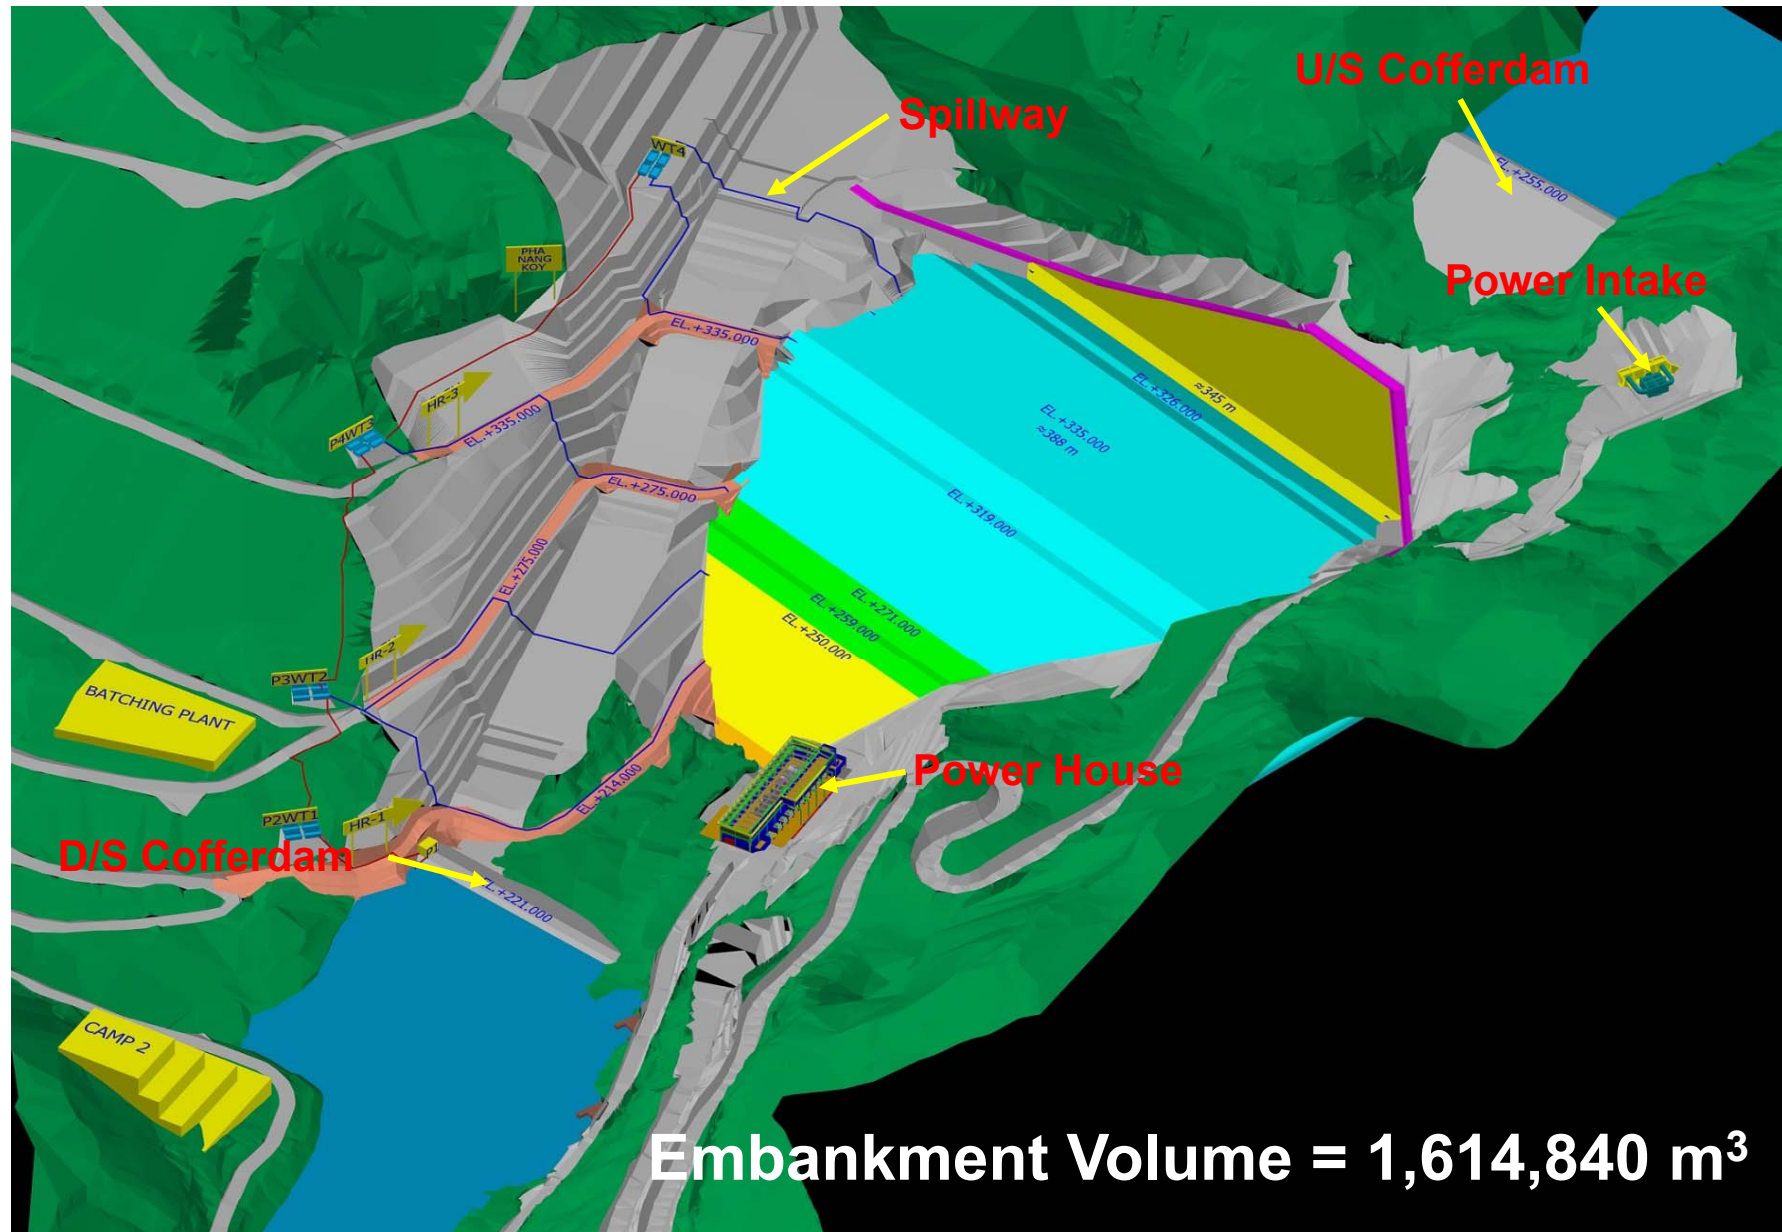 U/S Cofferdam
Spillway
WT4
EL.+255.000
PHA
NANG
KOY
Power Intake
EL.+335.000
HR-3
P4WT3
EL.+335.000
≈345 m
EL.+326.000
EL.+335.000
≈388 m
EL.+275.000
EL.+319.000
EL.+275.000
EL.+271.000
EL.+259.000
EL.+250.000
HR-2
P3WT2
BATCHING PLANT
Power House
EL.+214.000
P2WT1
HR-1
P1
D/S Cofferdam
EL.+221.000
CAMP 2
Embankment Volume = 1,614,840 m³